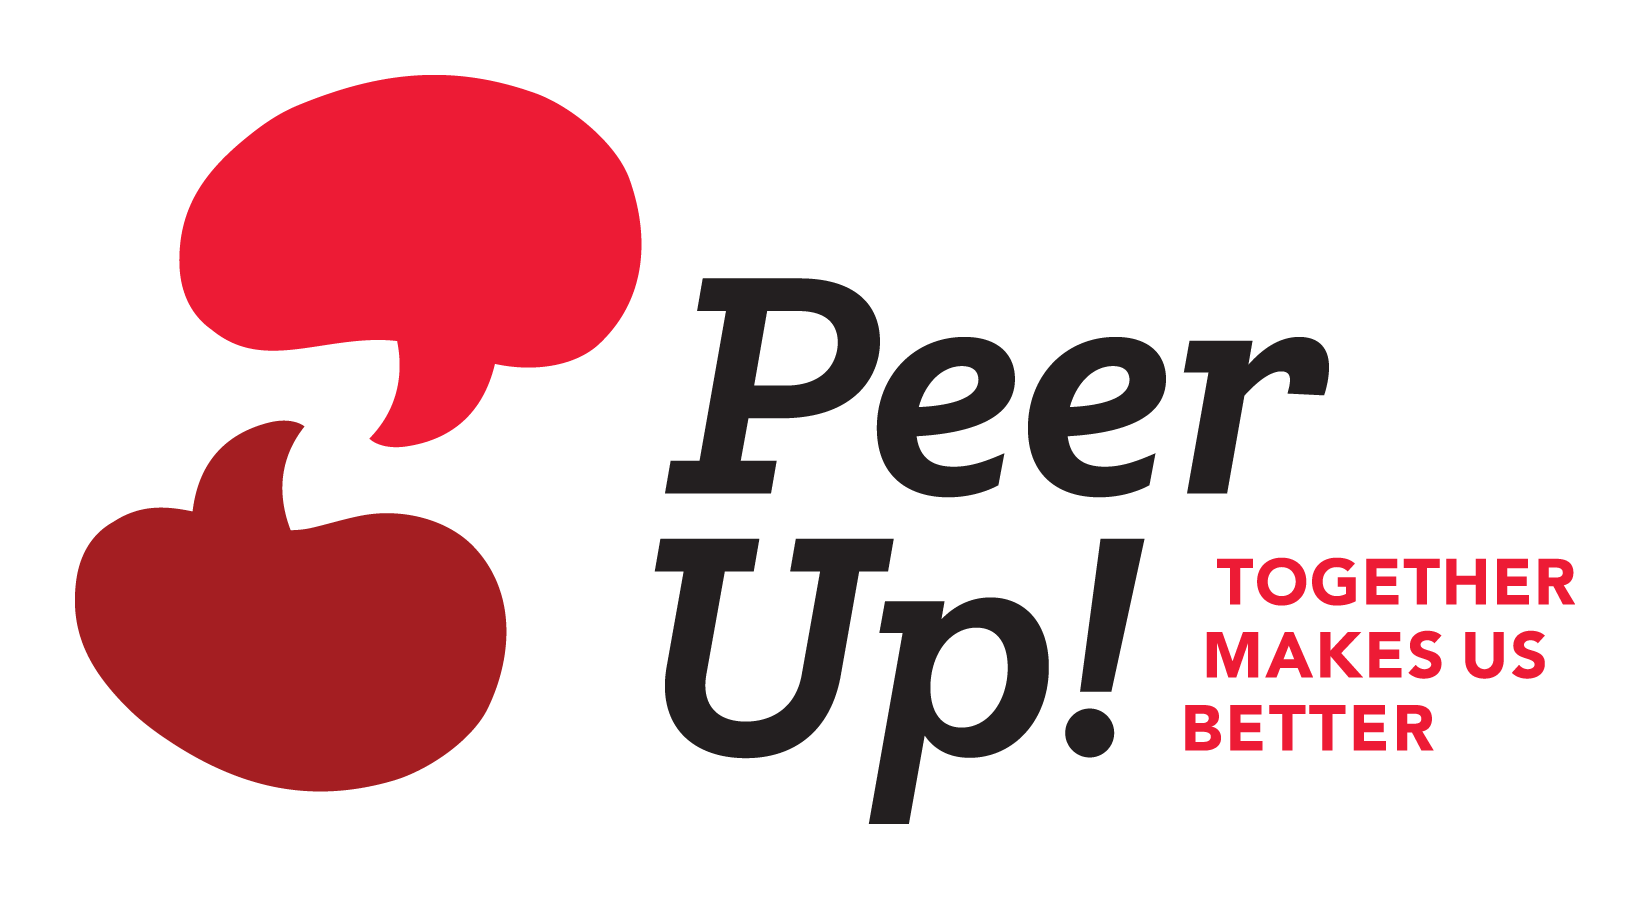 Peer
Up!
TOGETHER
MAKES US
BETTER